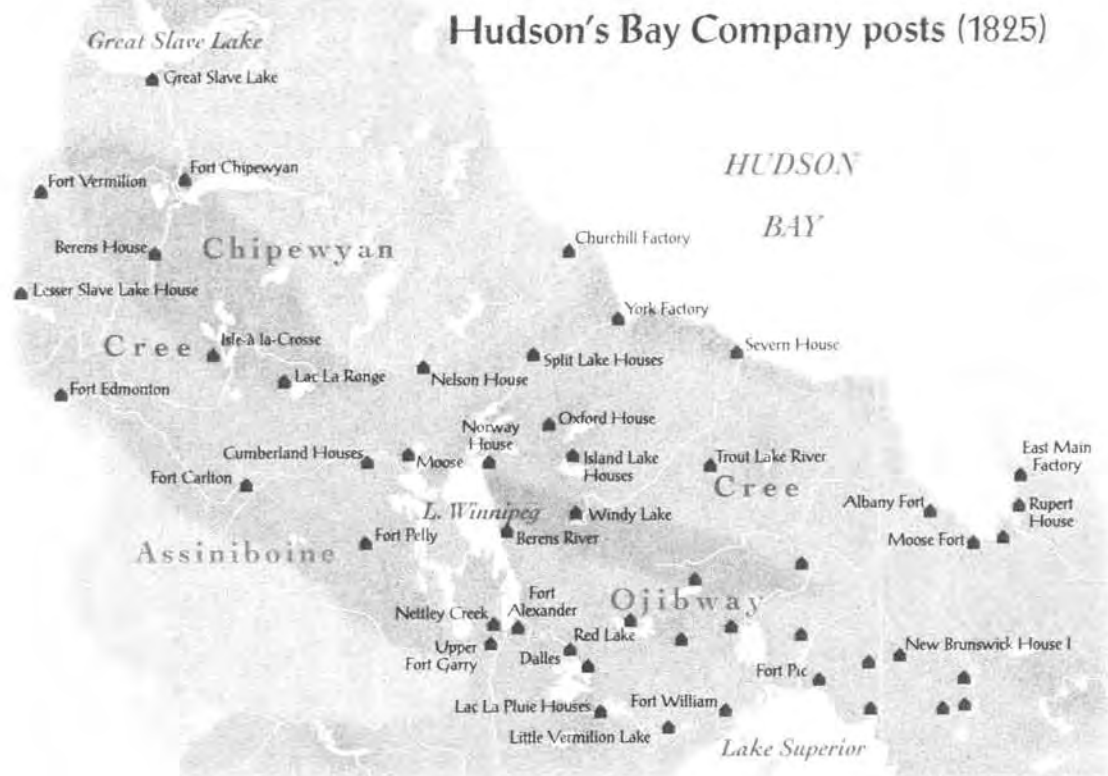 Hudson's Bay Company posts (1825)
Great Slave Lake
Great Slave Lake
HUDSON
BAY
Fort Chipewyan
Fort Vermilion
Churchill Factory
Berens House
Chipewyan
Lesser Slave Lake House
York Factory
Cree
Isle-à la-Crosse
Severn House
Split Lake Houses
Nelson House
Lac La Ronge
Fort Edmonton
Oxford House
Norway
House
Cumberland Houses
Moose
Island Lake
Houses
Trout Lake River
East Main
Factory
Fort Carlton
Cree
L. Winnipeg
Windy Lake
Albany Fort
Rupert
House
Assiniboine
Fort Pelly
Berens River
Moose Fort
Ojibway
Fort
Alexander
Nettley Creek
Red Lake
Upper
Fort Garry
Dalles
New Brunswick House I
Fort Pic
Lac La Pluie Houses
Fort William
Little Vermilion Lake
Lake Superior